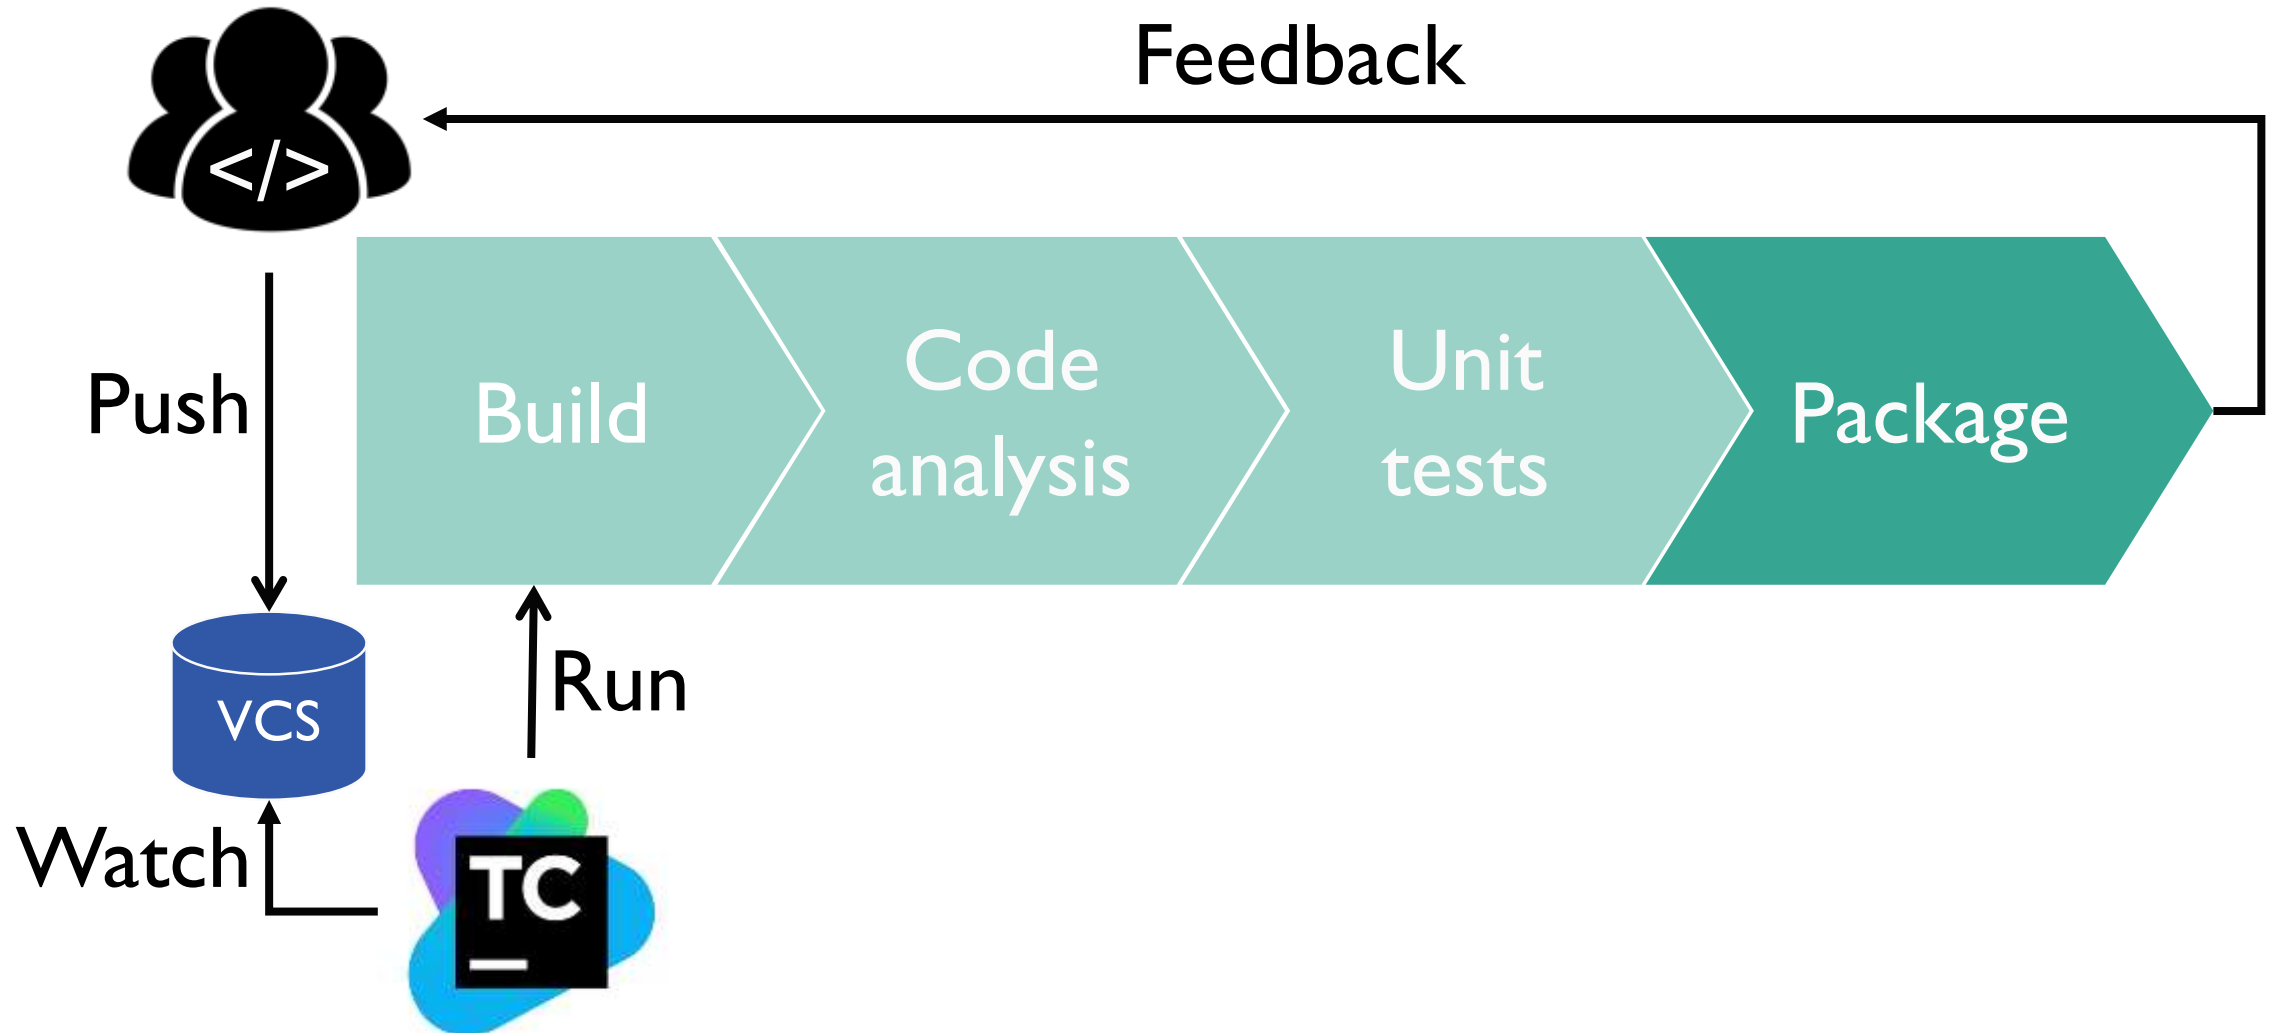 Feedback
</>
Push
Build
Code
analysis
Unit
tests
Package
Run
VCS
Watch
TC